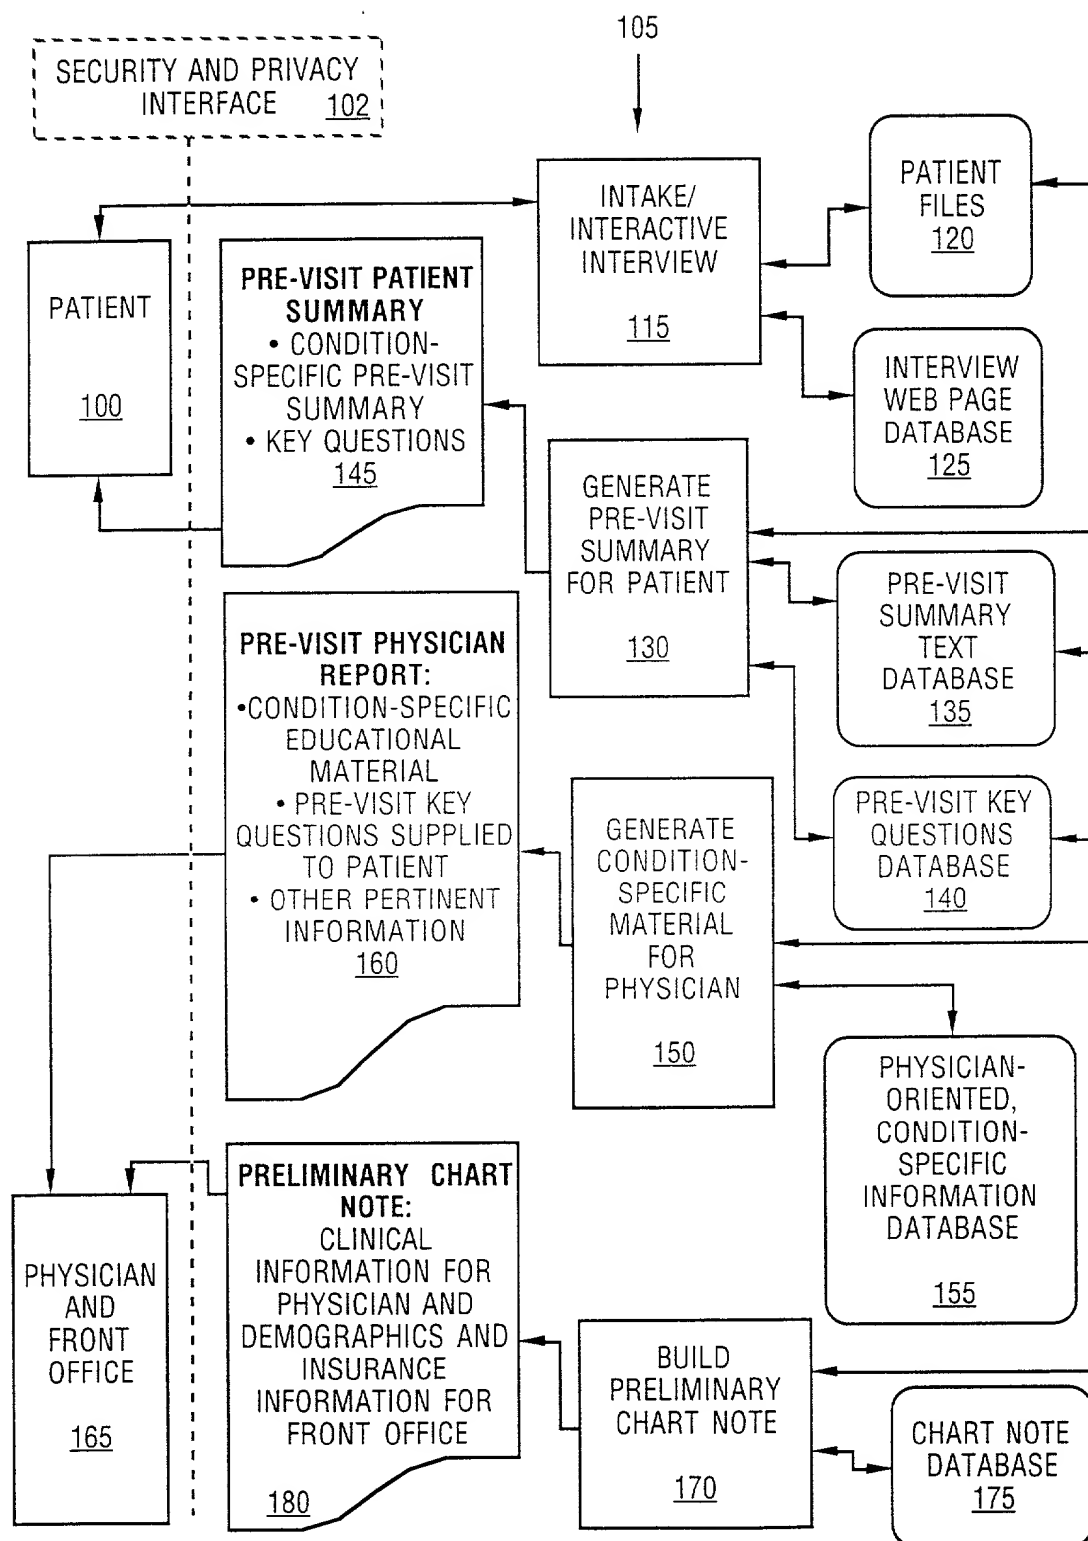 105
SECURITY AND PRIVACY
INTERFACE 102
PATIENT
100
PRE-VISIT PATIENT
SUMMARY
• CONDITION-
SPECIFIC PRE-VISIT
SUMMARY
• KEY QUESTIONS
145
INTAKE/
INTERACTIVE
INTERVIEW
115
PATIENT
FILES
120
INTERVIEW
WEB PAGE
DATABASE
125
GENERATE
PRE-VISIT
SUMMARY
FOR PATIENT
130
PRE-VISIT
SUMMARY
TEXT
DATABASE
135
PRE-VISIT KEY
QUESTIONS
DATABASE
140
PRE-VISIT PHYSICIAN
REPORT:
•CONDITION-SPECIFIC
EDUCATIONAL
MATERIAL
• PRE-VISIT KEY
QUESTIONS SUPPLIED
TO PATIENT
• OTHER PERTINENT
INFORMATION
160
GENERATE
CONDITION-
SPECIFIC
MATERIAL
FOR
PHYSICIAN
150
PHYSICIAN-
ORIENTED,
CONDITION-
SPECIFIC
INFORMATION
DATABASE
155
PHYSICIAN
AND
FRONT
OFFICE
165
PRELIMINARY CHART
NOTE:
CLINICAL
INFORMATION FOR
PHYSICIAN AND
DEMOGRAPHICS AND
INSURANCE
INFORMATION FOR
FRONT OFFICE
180
BUILD
PRELIMINARY
CHART NOTE
170
CHART NOTE
DATABASE
175